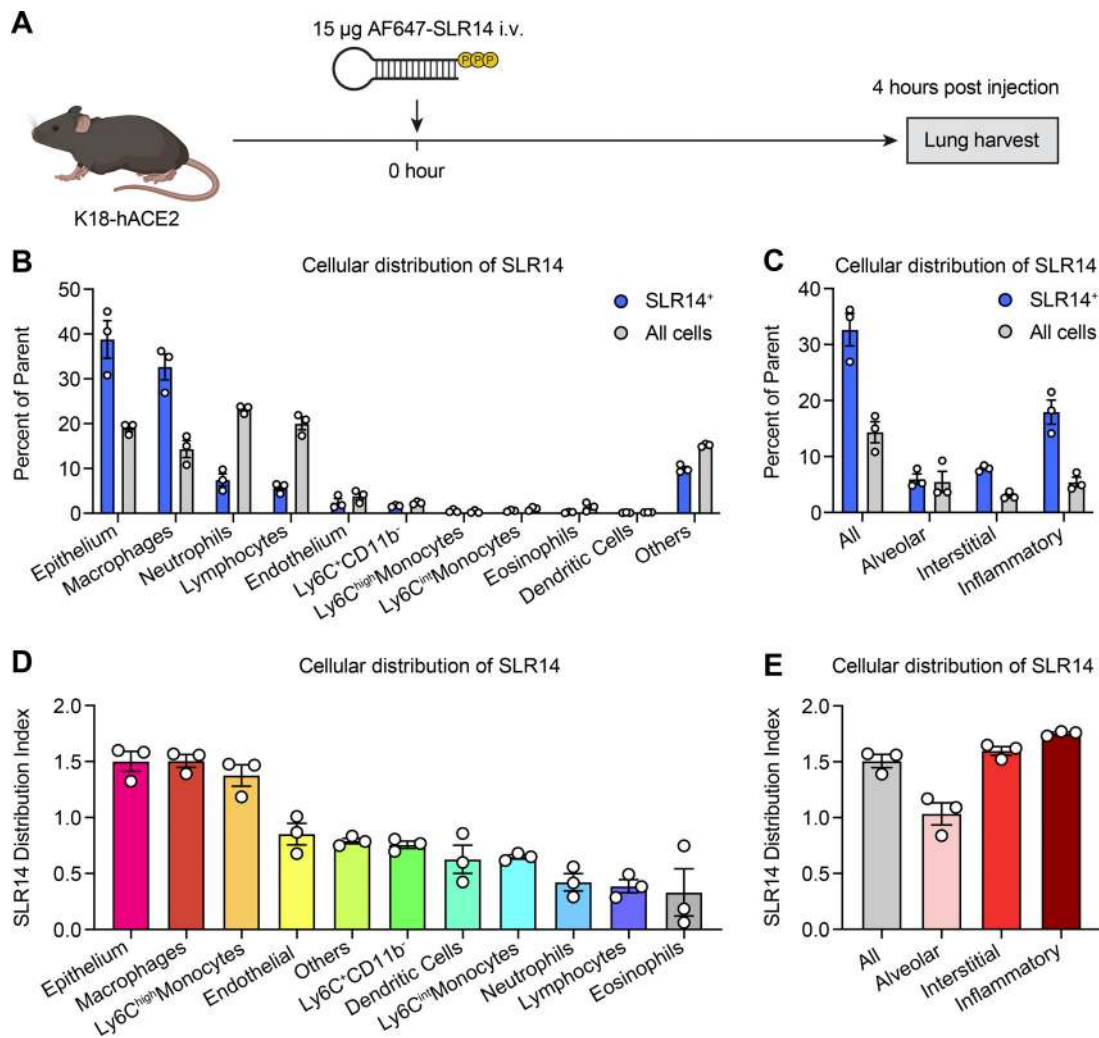 A
15 µg AF647-SLR14 i.v.
PPP
4 hours post injection
Lung harvest
0 hour
K18-hACE2
B
Cellular distribution of SLR14
Percent of Parent
50
40
30
20
10
0
SLR14⁺
All cells
Epithelium
Macrophages
Neutrophils
Lymphocytes
Endothelium
Ly6C⁺CD11b⁻
Ly6C^high Monocytes
Ly6C^int Monocytes
Eosinophils
Dendritic Cells
Others
C
Cellular distribution of SLR14
Percent of Parent
40
30
20
10
0
SLR14⁺
All cells
All
Alveolar
Interstitial
Inflammatory
D
Cellular distribution of SLR14
SLR14 Distribution Index
2.0
1.5
1.0
0.5
0.0
Epithelium
Macrophages
Ly6C^high Monocytes
Endothelial
Others
Ly6C⁺CD11b⁻
Dendritic Cells
Ly6C^int Monocytes
Neutrophils
Lymphocytes
Eosinophils
E
Cellular distribution of SLR14
SLR14 Distribution Index
2.0
1.5
1.0
0.5
0.0
All
Alveolar
Interstitial
Inflammatory